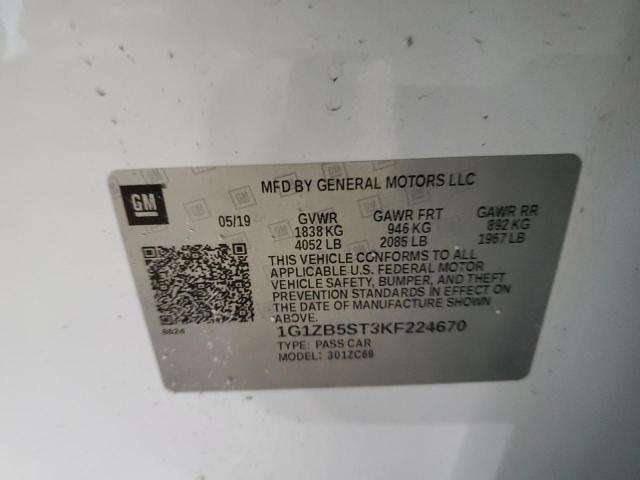 GM
MFD BY GENERAL MOTORS LLC
05/19 GVWR GAWR FRT GAWR RR
1838 KG 946 KG 892 KG
4052 LB 2085 LB 1967 LB
THIS VEHICLE CONFORMS TO ALL
APPLICABLE U.S. FEDERAL MOTOR
VEHICLE SAFETY, BUMPER, AND THEFT
PREVENTION STANDARDS IN EFFECT ON
THE DATE OF MANUFACTURE SHOWN
ABOVE.
8624
1G1ZB5ST3KF224670
TYPE: PASS CAR
MODEL: 301ZC69